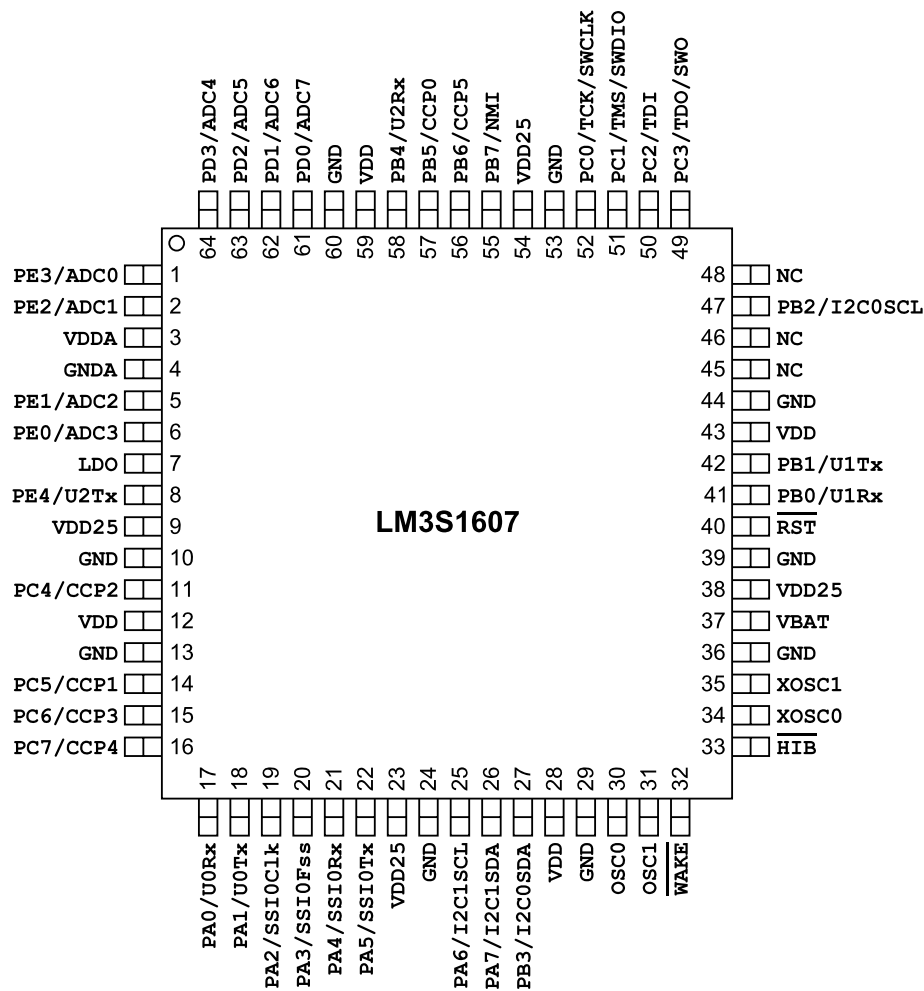 PD3/ADC4
PD2/ADC5
PD1/ADC6
PD0/ADC7
GND
VDD
PB4/U2Rx
PB5/CCP0
PB6/CCP5
PB7/NMI
VDD25
GND
PC0/TCK/SWCLK
PC1/TMS/SWDIO
PC2/TDI
PC3/TDO/SWO
64 63 62 61 60 59 58 57 56 55 54 53 52 51 50 49
PE3/ADC0 1
PE2/ADC1 2
VDDA 3
GNDA 4
PE1/ADC2 5
PE0/ADC3 6
LDO 7
PE4/U2Tx 8
VDD25 9
GND 10
PC4/CCP2 11
VDD 12
GND 13
PC5/CCP1 14
PC6/CCP3 15
PC7/CCP4 16
LM3S1607
48 NC
47 PB2/I2C0SCL
46 NC
45 NC
44 GND
43 VDD
42 PB1/U1Tx
41 PB0/U1Rx
40 RST
39 GND
38 VDD25
37 VBAT
36 GND
35 XOSC1
34 XOSC0
33 HIB
17 18 19 20 21 22 23 24 25 26 27 28 29 30 31 32
PA0/U0Rx
PA1/U0Tx
PA2/SSI0Clk
PA3/SSI0Fss
PA4/SSI0Rx
PA5/SSI0Tx
VDD25
GND
PA6/I2C1SCL
PA7/I2C1SDA
PB3/I2C0SDA
VDD
GND
OSC0
OSC1
WAKE